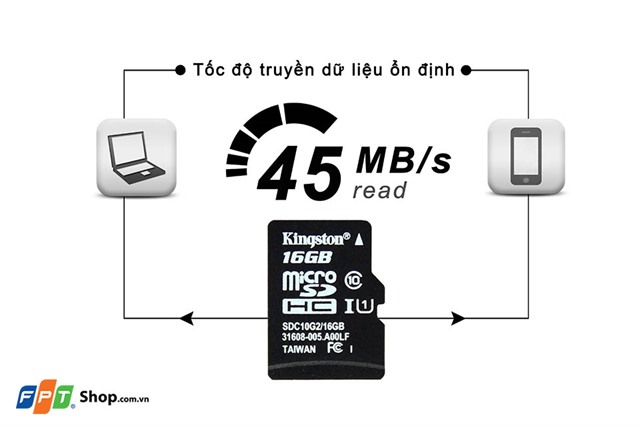 Tốc độ truyền dữ liệu ổn định
45 MB/s
read
Kingston®
16GB
micro
SD
HC I U1
10
SDC10G2/16GB
31608-005.A00LF
TAIWAN FC I
FPT® Shop.com.vn